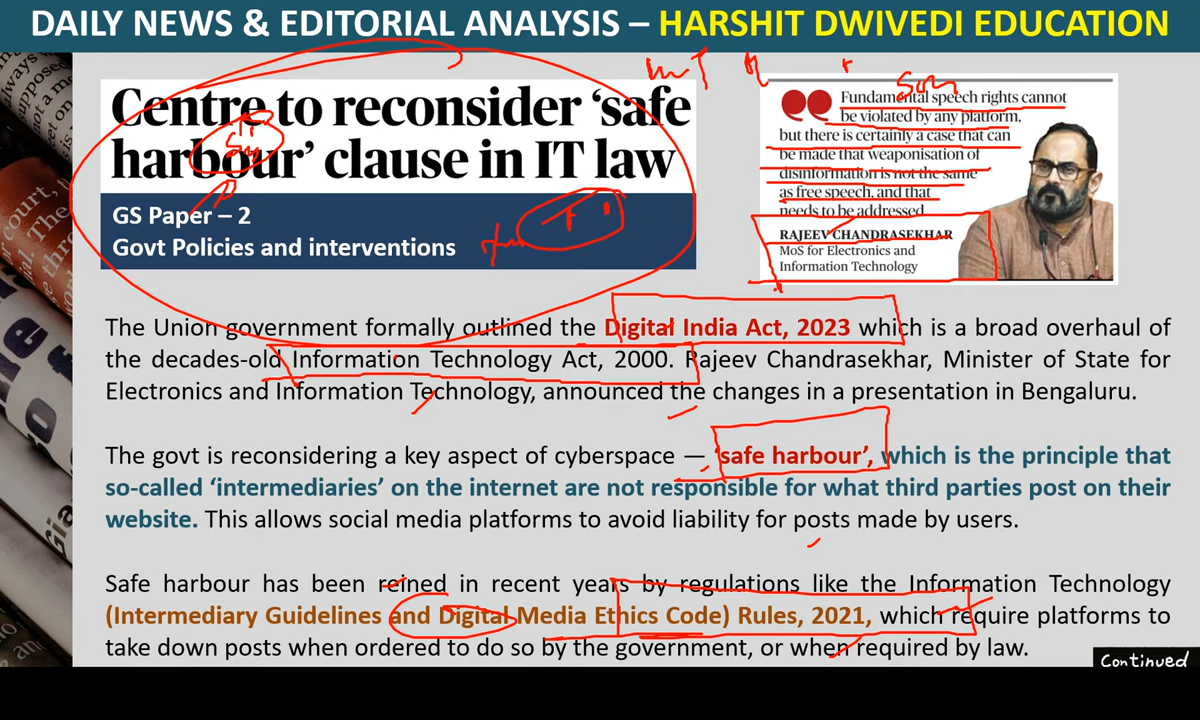 DAILY NEWS & EDITORIAL ANALYSIS – HARSHIT DWIVEDI EDUCATION
Centre to reconsider ‘safe
harbour’ clause in IT law
GS Paper – 2
Govt Policies and interventions
Fundamental speech rights cannot
be violated by any platform,
but there is certainly a case that can
be made that weaponisation of
disinformation is not the same
as free speech, and that
needs to be addressed
RAJEEV CHANDRASEKHAR
MoS for Electronics and
Information Technology
The Union government formally outlined the Digital India Act, 2023 which is a broad overhaul of
the decades-old Information Technology Act, 2000. Rajeev Chandrasekhar, Minister of State for
Electronics and Information Technology, announced the changes in a presentation in Bengaluru.
The govt is reconsidering a key aspect of cyberspace — ‘safe harbour’, which is the principle that
so-called ‘intermediaries’ on the internet are not responsible for what third parties post on their
website. This allows social media platforms to avoid liability for posts made by users.
Safe harbour has been reined in recent years by regulations like the Information Technology
(Intermediary Guidelines and Digital Media Ethics Code) Rules, 2021, which require platforms to
take down posts when ordered to do so by the government, or when required by law.
Continued